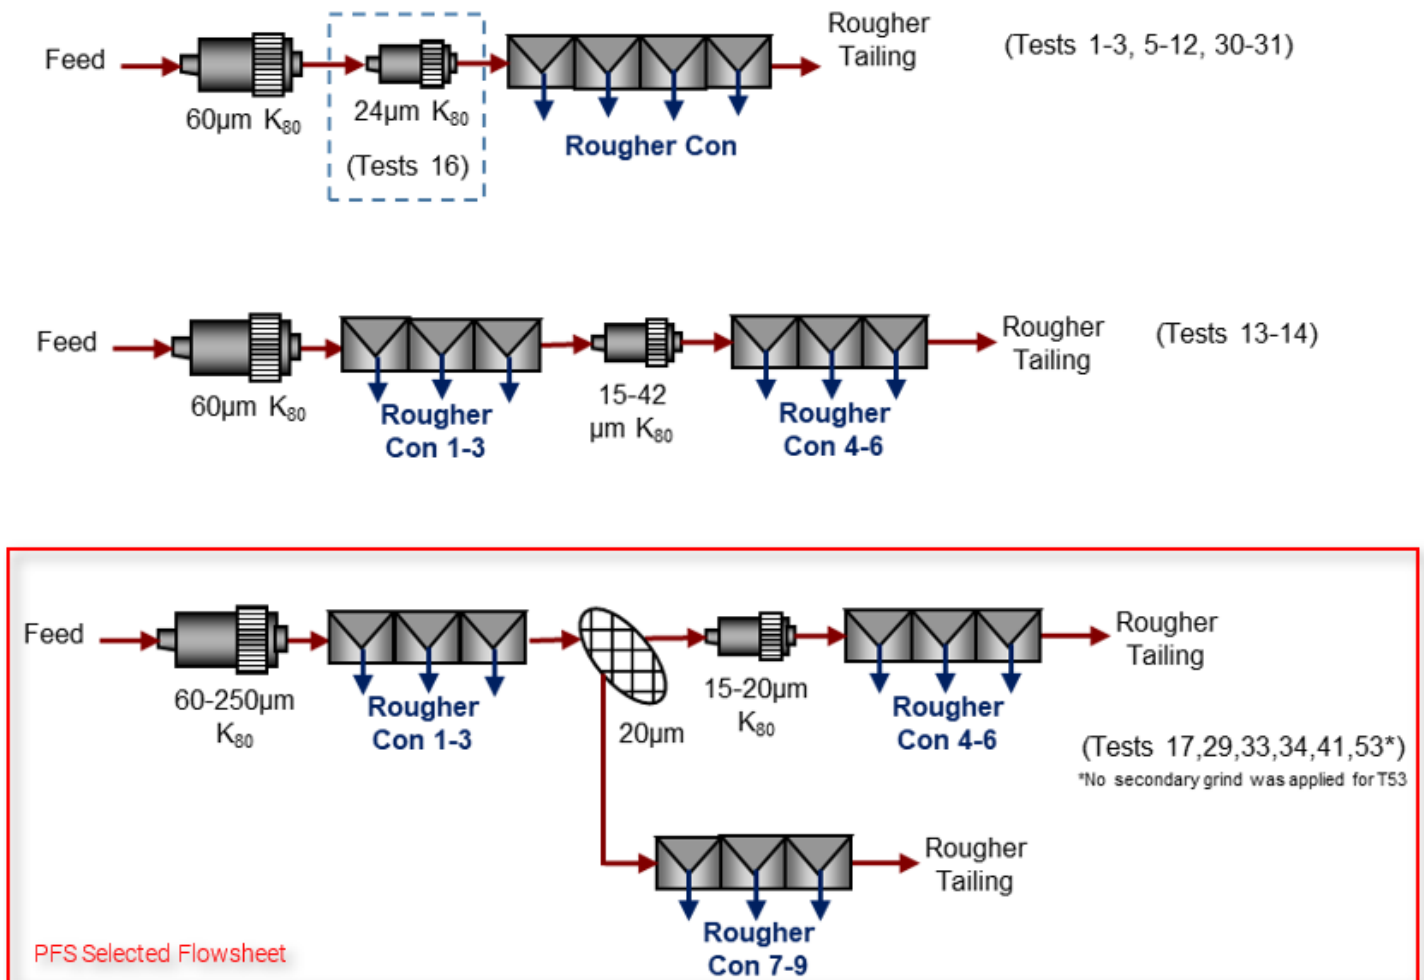 Feed
60µm K80
24µm K80
(Tests 16)
Rougher Con
Rougher
Tailing
(Tests 1-3, 5-12, 30-31)
Feed
60µm K80
Rougher
Con 1-3
15-42
µm K80
Rougher
Con 4-6
Rougher
Tailing
(Tests 13-14)
Feed
60-250µm
K80
Rougher
Con 1-3
20µm
15-20µm
K80
Rougher
Con 4-6
Rougher
Tailing
(Tests 17,29,33,34,41,53*)
*No secondary grind was applied for T53
Rougher
Con 7-9
Rougher
Tailing
PFS Selected Flowsheet